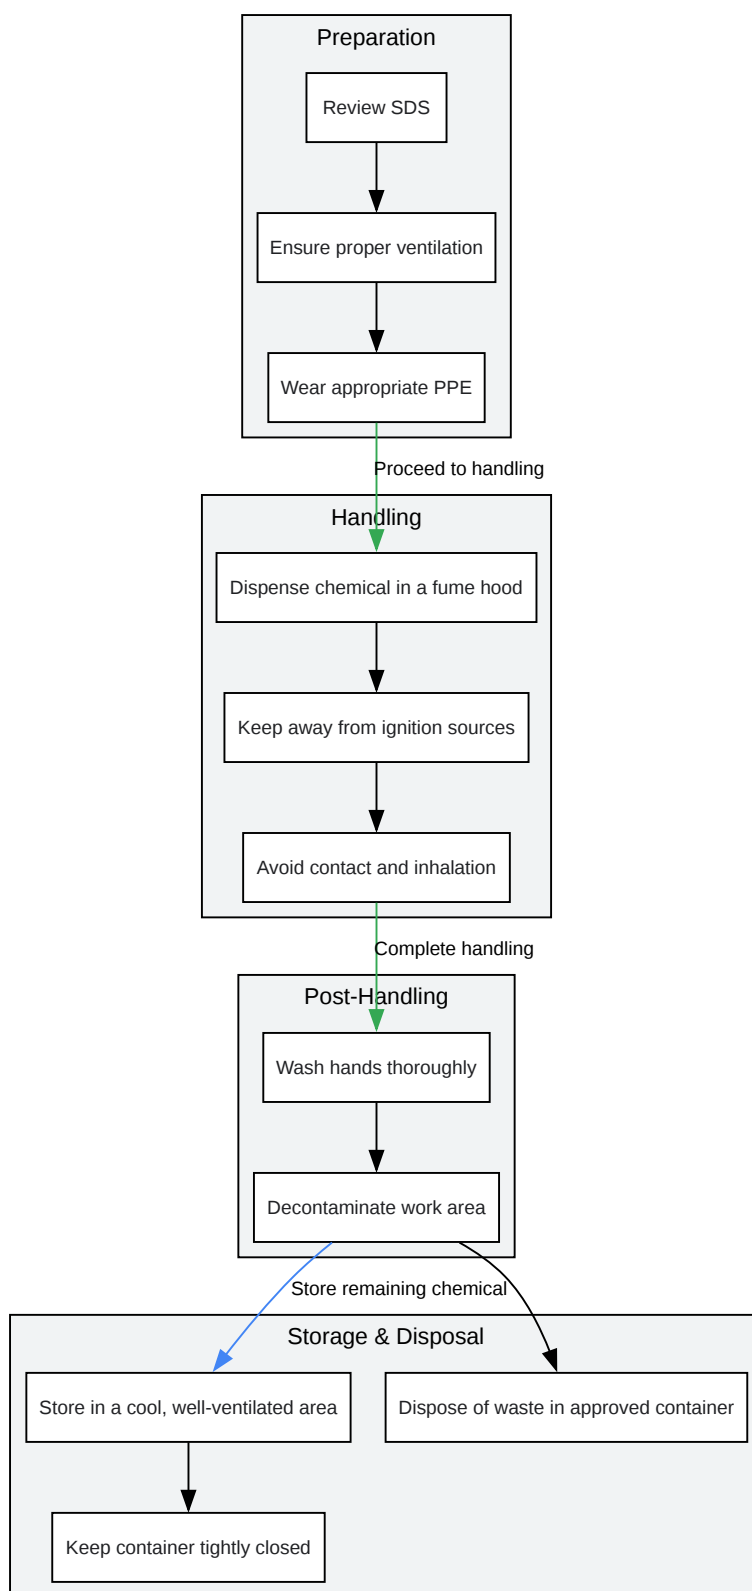 Preparation
Review SDS
Ensure proper ventilation
Wear appropriate PPE
Proceed to handling
Handling
Dispense chemical in a fume hood
Keep away from ignition sources
Avoid contact and inhalation
Complete handling
Post-Handling
Wash hands thoroughly
Decontaminate work area
Store remaining chemical
Storage & Disposal
Store in a cool, well-ventilated area
Dispose of waste in approved container
Keep container tightly closed